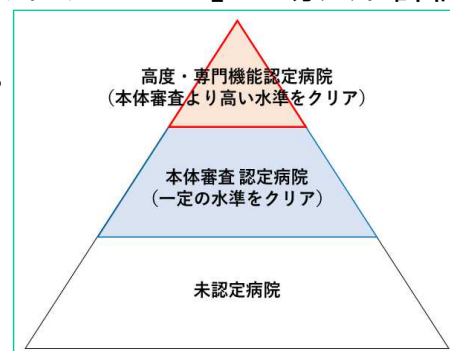 高度・専門機能認定病院
（本体審査より高い水準をクリア）
本体審査 認定病院
（一定の水準をクリア）
未認定病院